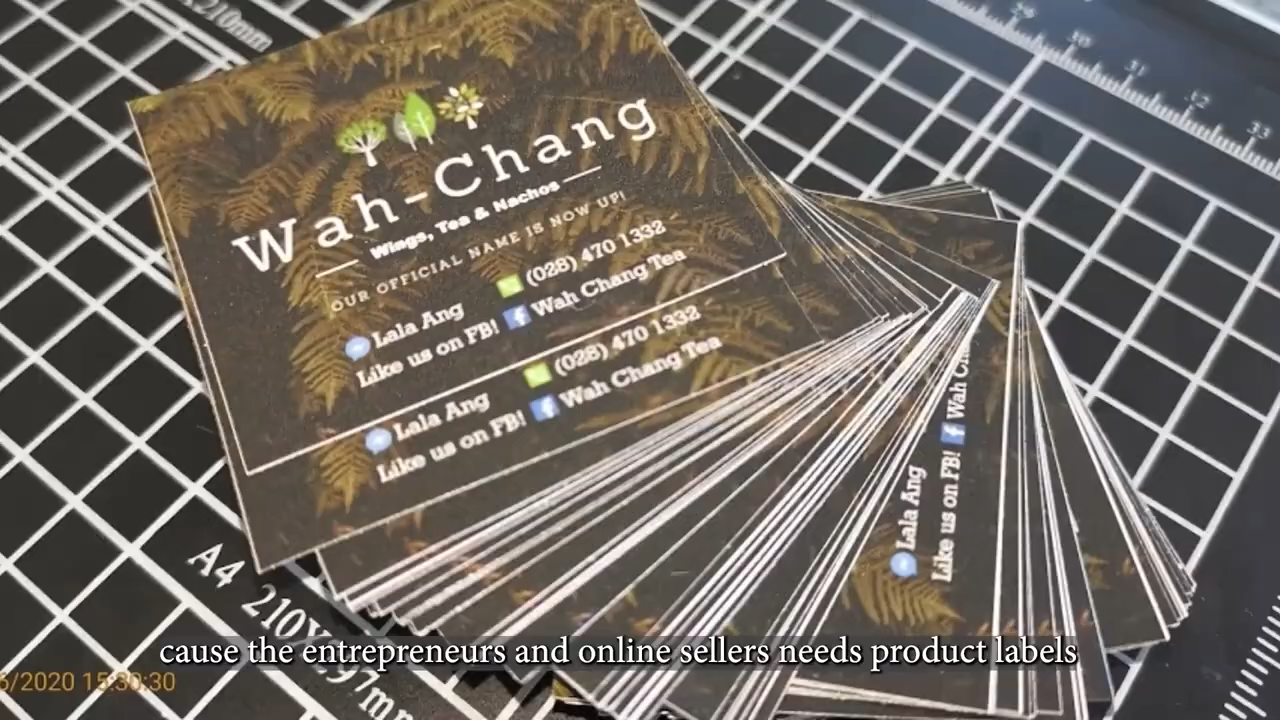 210mm
29
30
31
32
33
Wah-Chang
Wings, Tea & Nachos
OUR OFFICIAL NAME IS NOW UP!
Lala Ang (028) 470 1332
Like us on FB! Wah Chang Tea
Lala Ang (028) 470 1332
Like us on FB! Wah Chang Tea
Lala Ang
Like us on FB! Wah
A4 210X297mm
cause the entrepreneurs and online sellers needs product labels
6/2020 15:30:30